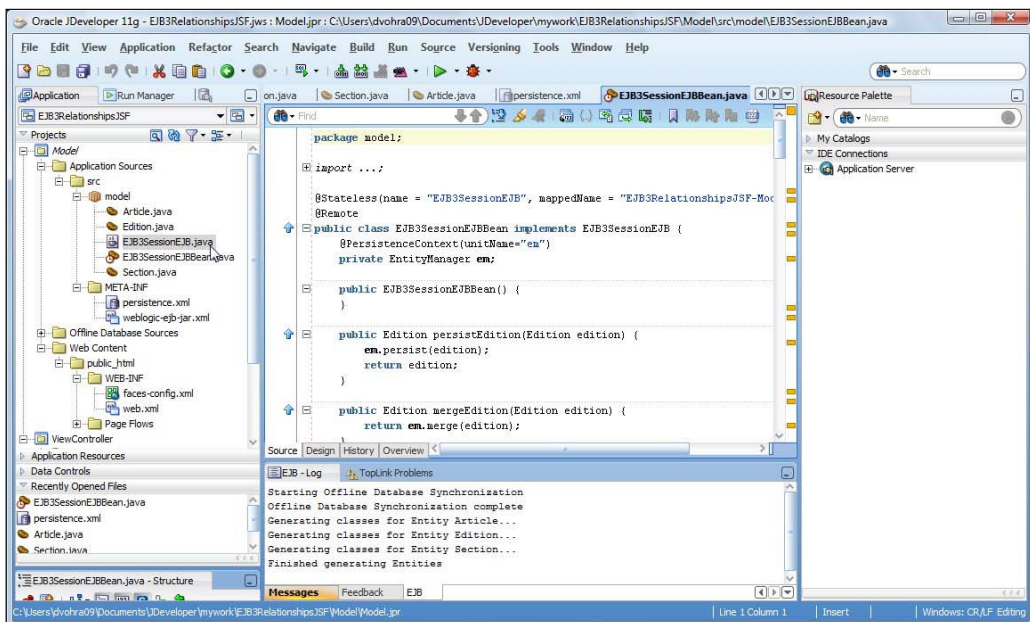 Oracle JDeveloper 11g - EJB3RelationshipsJSF.jws : Model.jpr : C:\Users\dvohra09\Documents\JDeveloper\mywork\EJB3RelationshipsJSF\Model\src\model\EJB3SessionEJBBean.java
File Edit View Application Refactor Search Navigate Build Run Source Versioning Tools Window Help
Search
Application Run Manager
EJB3RelationshipsJSF
Projects
Model
Application Sources
src
model
Article.java
Edition.java
EJB3SessionEJB.java
EJB3SessionEJBBean.java
Section.java
META-INF
persistence.xml
weblogic-ejb-jar.xml
Offline Database Sources
Web Content
public_html
WEB-INF
faces-config.xml
web.xml
Page Flows
ViewController
Application Resources
Data Controls
Recently Opened Files
EJB3SessionEJBBean.java
persistence.xml
Article.java
Section.java
EJB3SessionEJBBean.java - Structure
on.java Section.java Article.java persistence.xml EJB3SessionEJBBean.java
Find
package model;
import ...;
@Stateless(name = "EJB3SessionEJB", mappedName = "EJB3RelationshipsJSF-Mod
@Remote
public class EJB3SessionEJBBean implements EJB3SessionEJB {
@PersistenceContext(unitName="em")
private EntityManager em;
public EJB3SessionEJBBean() {
}
public Edition persistEdition(Edition edition) {
em.persist(edition);
return edition;
}
public Edition mergeEdition(Edition edition) {
return em.merge(edition);
}
Source Design History Overview
EJB - Log TopLink Problems
Starting Offline Database Synchronization
Offline Database Synchronization complete
Generating classes for Entity Article...
Generating classes for Entity Edition...
Generating classes for Entity Section...
Finished generating Entities
Messages Feedback EJB
Resource Palette
Name
My Catalogs
IDE Connections
Application Server
C:\Users\dvohra09\Documents\JDeveloper\mywork\EJB3RelationshipsJSF\Model\Model.jpr
Line 1 Column 1 Insert Windows: CR/LF Editing